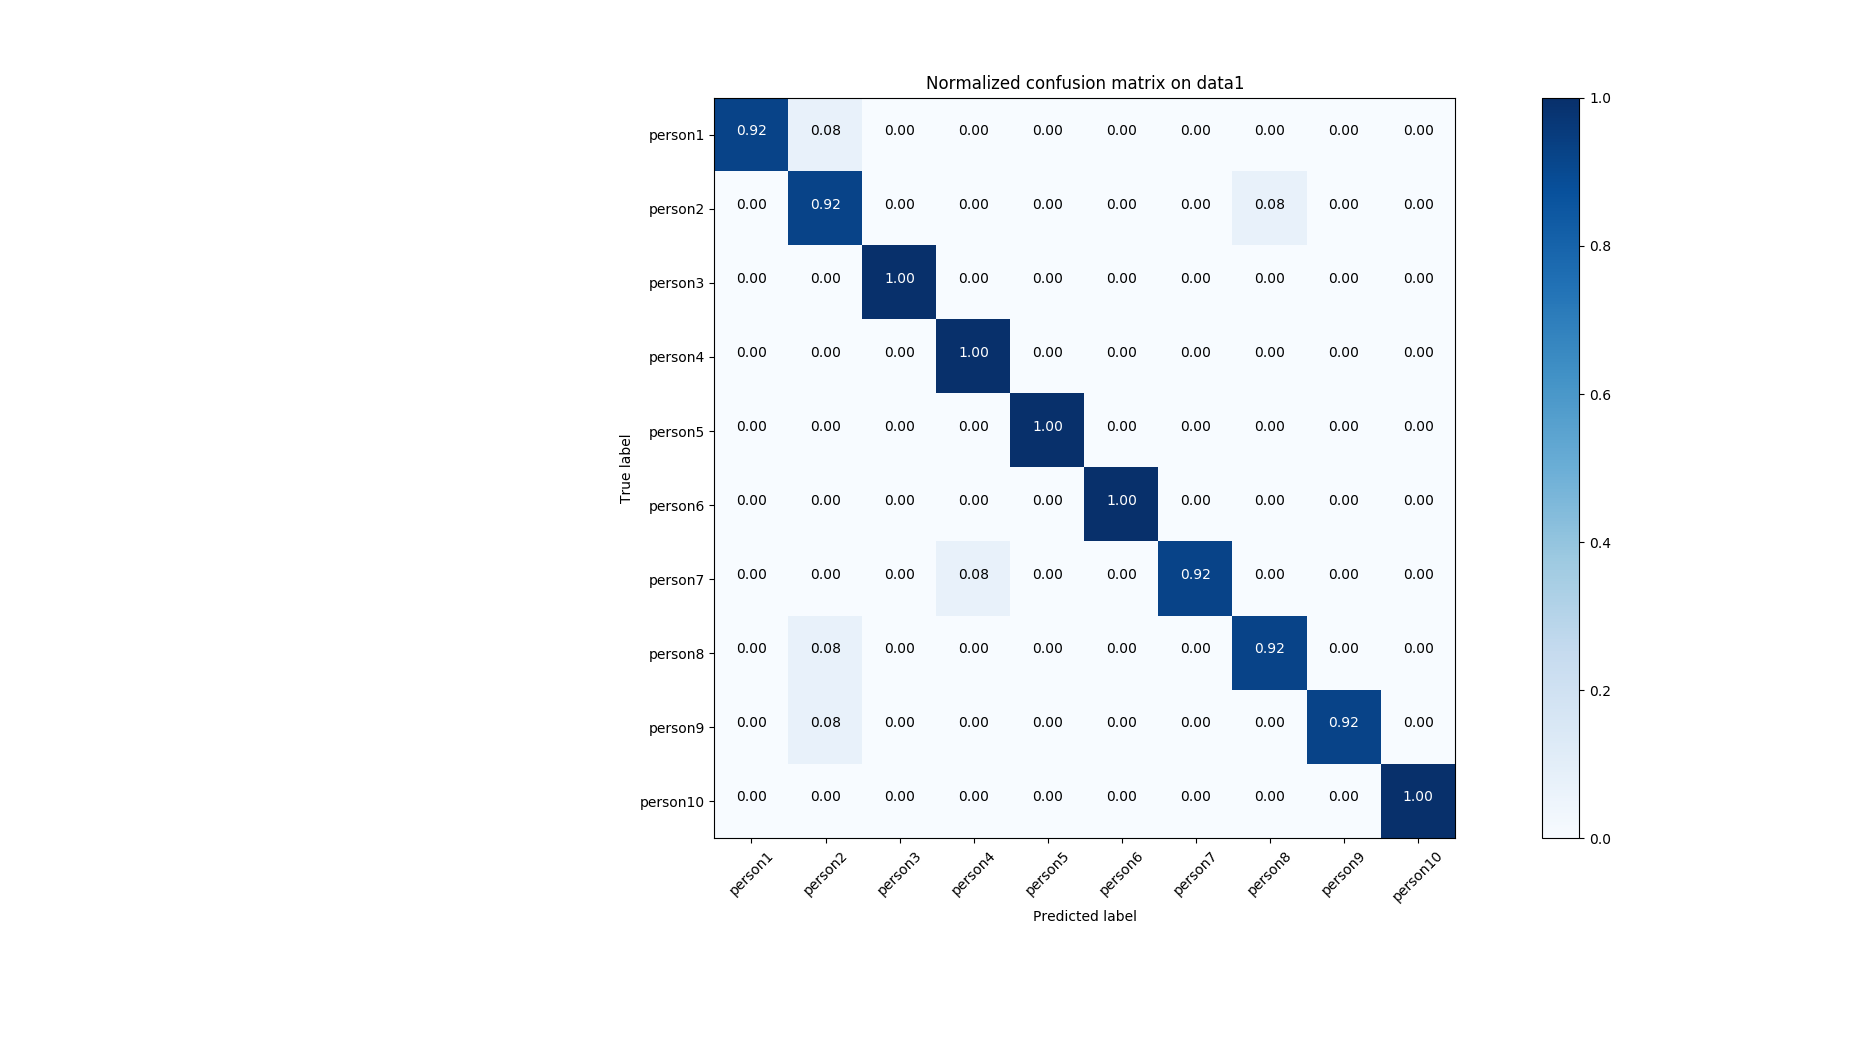 Normalized confusion matrix on data1
person1 0.92 0.08 0.00 0.00 0.00 0.00 0.00 0.00 0.00 0.00
person2 0.00 0.92 0.00 0.00 0.00 0.00 0.00 0.08 0.00 0.00
person3 0.00 0.00 1.00 0.00 0.00 0.00 0.00 0.00 0.00 0.00
person4 0.00 0.00 0.00 1.00 0.00 0.00 0.00 0.00 0.00 0.00
person5 0.00 0.00 0.00 0.00 1.00 0.00 0.00 0.00 0.00 0.00
person6 0.00 0.00 0.00 0.00 0.00 1.00 0.00 0.00 0.00 0.00
person7 0.00 0.00 0.00 0.08 0.00 0.00 0.92 0.00 0.00 0.00
person8 0.00 0.08 0.00 0.00 0.00 0.00 0.00 0.92 0.00 0.00
person9 0.00 0.08 0.00 0.00 0.00 0.00 0.00 0.00 0.92 0.00
person10 0.00 0.00 0.00 0.00 0.00 0.00 0.00 0.00 0.00 1.00
person1 person2 person3 person4 person5 person6 person7 person8 person9 person10
Predicted label
True label
1.0
0.8
0.6
0.4
0.2
0.0